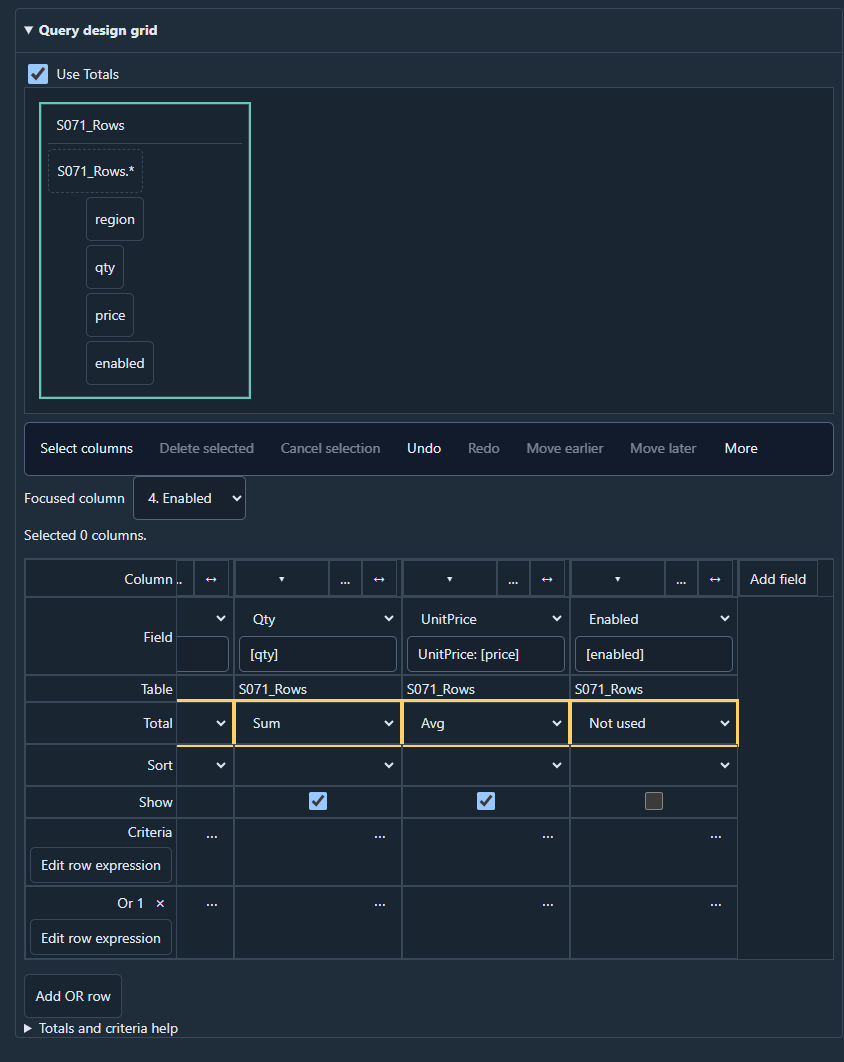 ▼ Query design grid
Use Totals
S071_Rows
S071_Rows.*
region
qty
price
enabled
Select columns Delete selected Cancel selection Undo Redo Move earlier Move later More
Focused column 4. Enabled
Selected 0 columns.
Column .. ↔ ▾ ... ↔ ▾ ... ↔ ▾ ... ↔ Add field
Field Qty UnitPrice Enabled
[qty] UnitPrice: [price] [enabled]
Table S071_Rows S071_Rows S071_Rows
Total Sum Avg Not used
Sort
Show
Criteria ... ... ... ...
Edit row expression
Or 1 × ... ... ... ...
Edit row expression
Add OR row
▶ Totals and criteria help